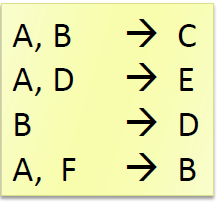 A, B → C
A, D → E
B → D
A, F → B